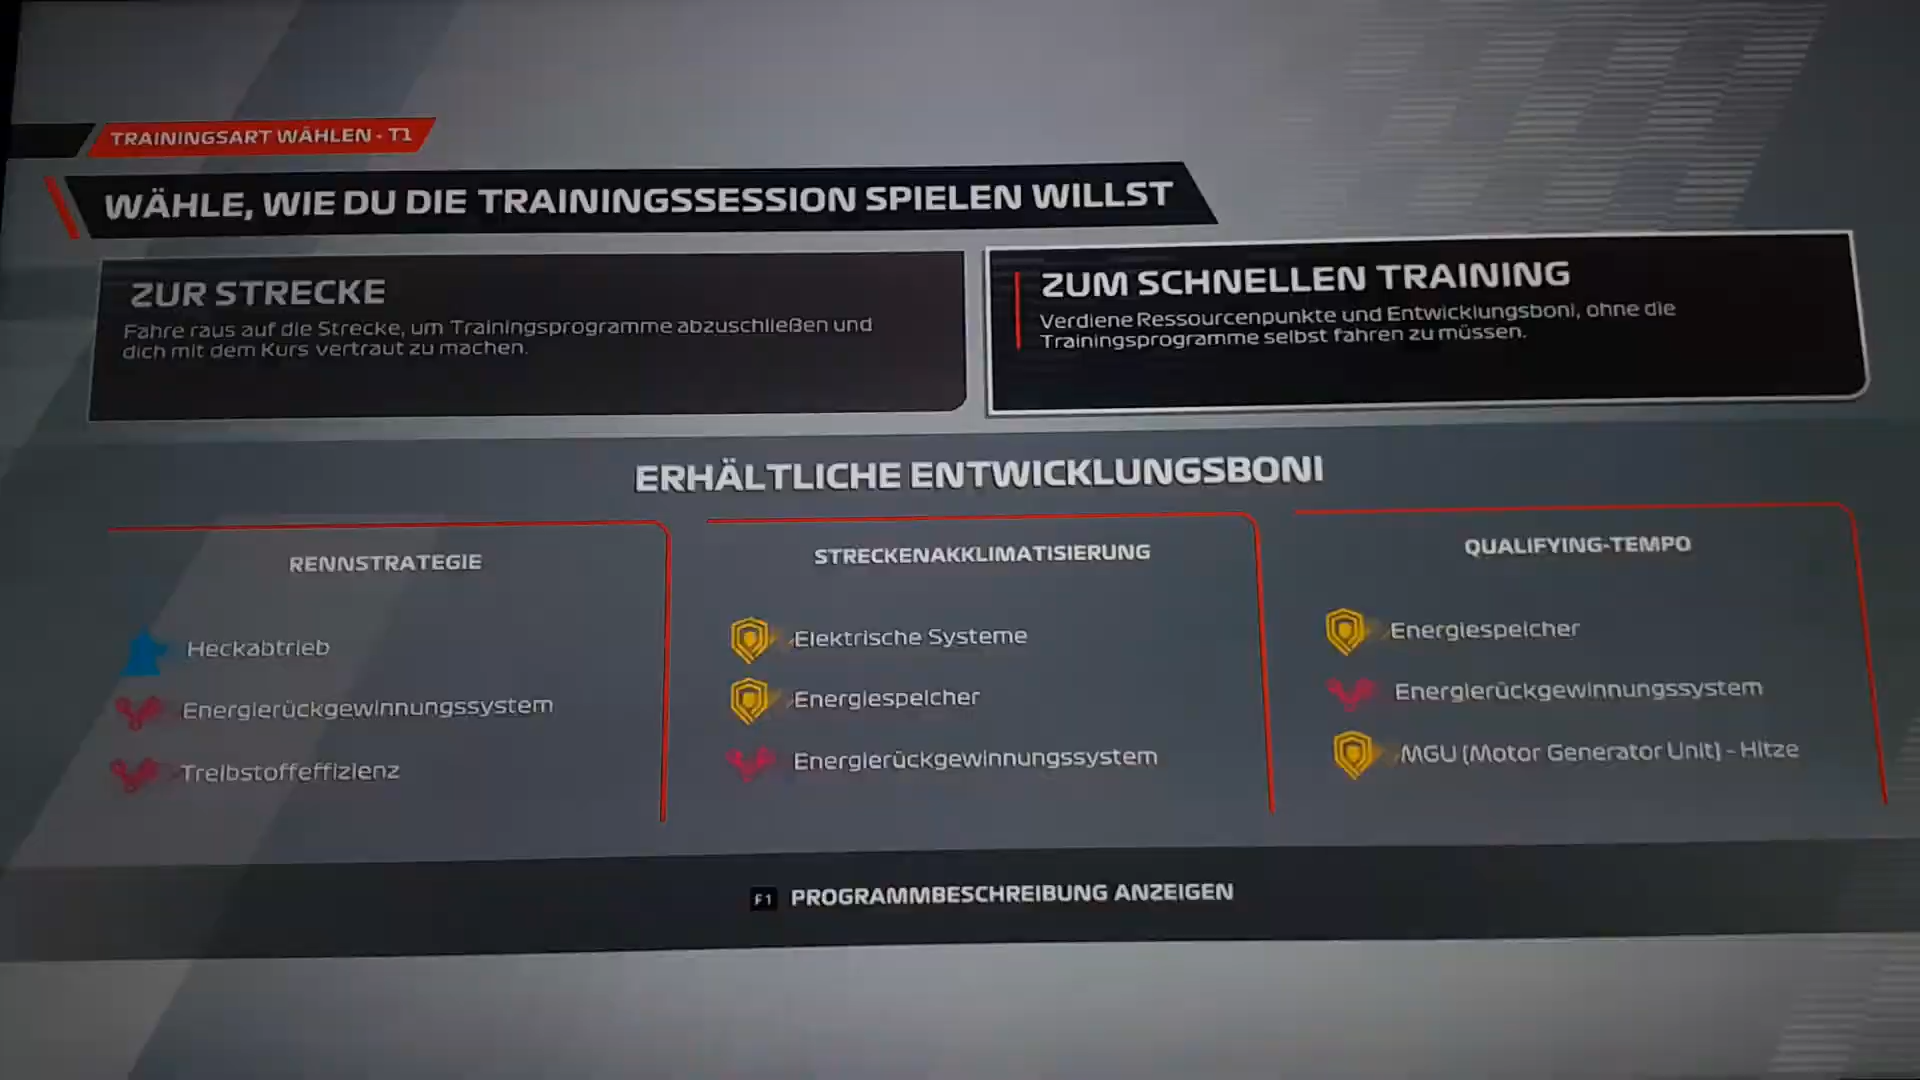 TRAININGSART WÄHLEN - T1
WÄHLE, WIE DU DIE TRAININGSSESSION SPIELEN WILLST
ZUR STRECKE
Fahre raus auf die Strecke, um Trainingsprogramme abzuschließen und
dich mit dem Kurs vertraut zu machen.
ZUM SCHNELLEN TRAINING
Verdiene Ressourcenpunkte und Entwicklungsboni, ohne die
Trainingsprogramme selbst fahren zu müssen.
ERHÄLTLICHE ENTWICKLUNGSBONI
RENNSTRATEGIE
Heckabtrieb
Energierückgewinnungssystem
Treibstoffeffizienz
STRECKENAKKLIMATISIERUNG
Elektrische Systeme
Energiespeicher
Energierückgewinnungssystem
QUALIFYING-TEMPO
Energiespeicher
Energierückgewinnungssystem
MGU (Motor Generator Unit) - Hitze
F1 PROGRAMMBESCHREIBUNG ANZEIGEN